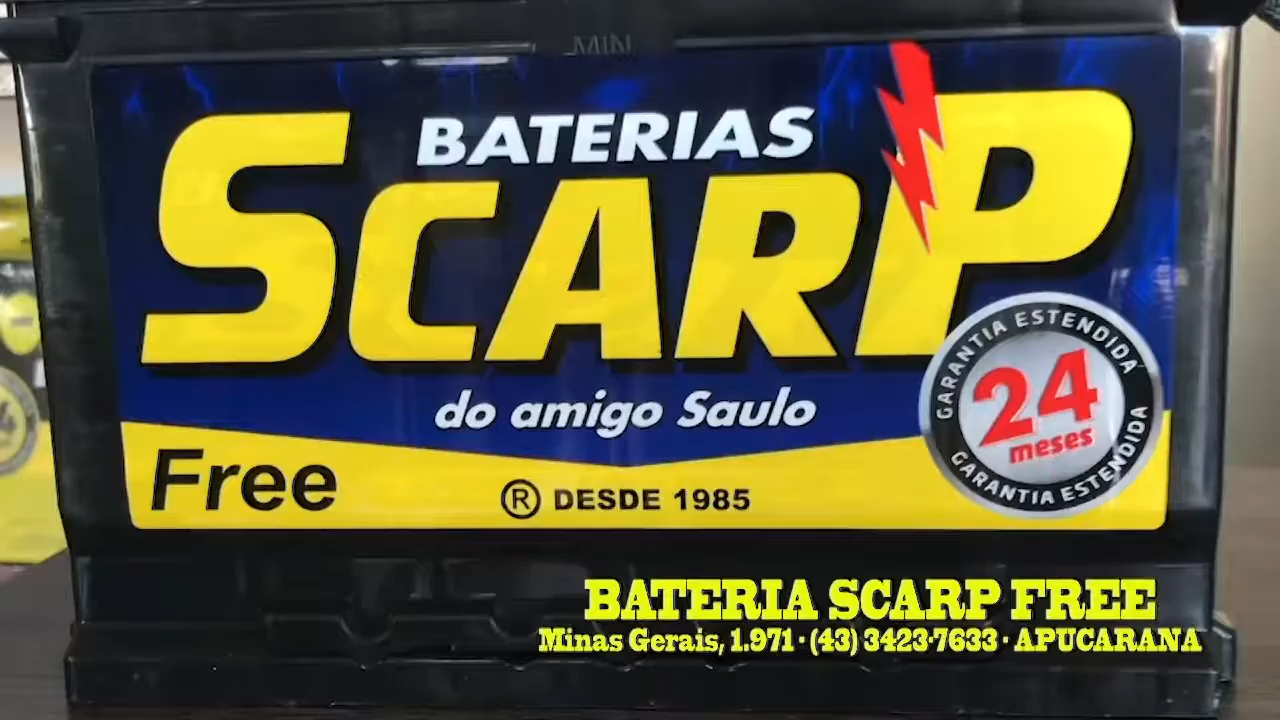 MIN
BATERIAS
SCARP
do amigo Saulo
Free
® DESDE 1985
GARANTIA ESTENDIDA
24
meses
GARANTIA ESTENDIDA
BATERIA SCARP FREE
Minas Gerais, 1.971 · (43) 3423-7633 · APUCARANA